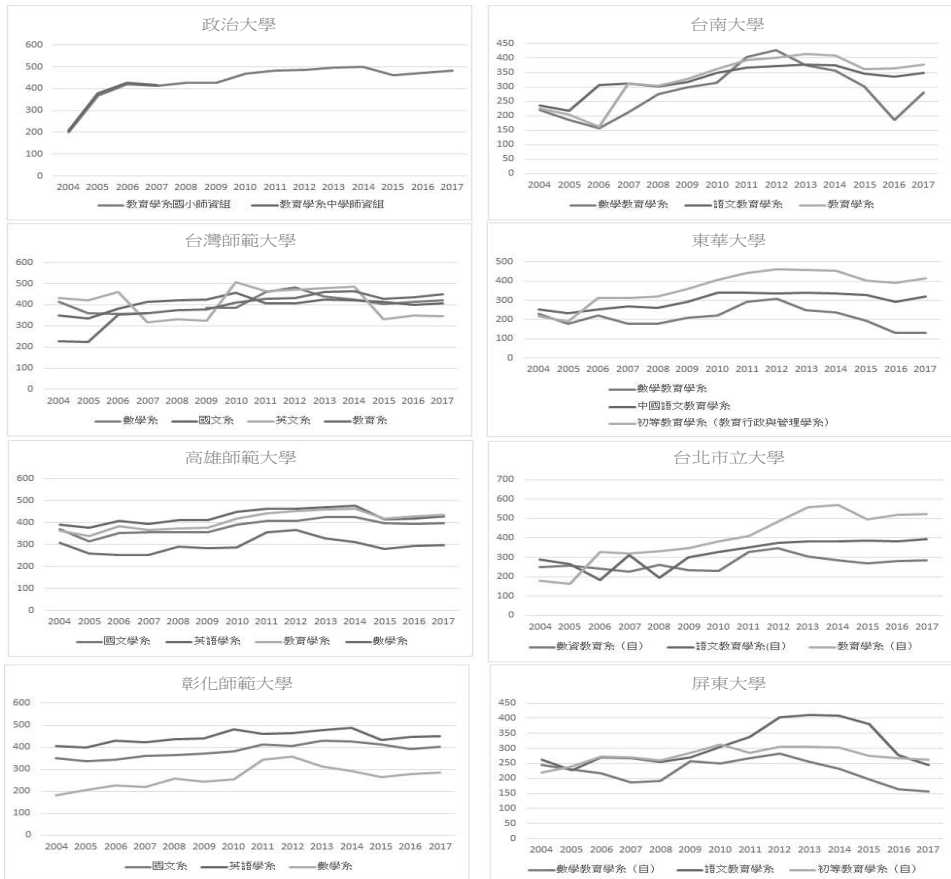 政治大學
600
500
400
300
200
100
0
2004 2005 2006 2007 2008 2009 2010 2011 2012 2013 2014 2015 2016 2017
教育學系國小師資組 教育學系中學師資組
台南大學
450
400
350
300
250
200
150
100
50
0
2004 2005 2006 2007 2008 2009 2010 2011 2012 2013 2014 2015 2016 2017
數學教育學系 語文教育學系 教育學系
台灣師範大學
600
500
400
300
200
100
0
2004 2005 2006 2007 2008 2009 2010 2011 2012 2013 2014 2015 2016 2017
數學系 國文系 英文系 教育系
東華大學
500
400
300
200
100
0
2004 2005 2006 2007 2008 2009 2010 2011 2012 2013 2014 2015 2016 2017
數學教育學系
中國語文教育學系
初等教育學系（教育行政與管理學系）
高雄師範大學
600
500
400
300
200
100
0
2004 2005 2006 2007 2008 2009 2010 2011 2012 2013 2014 2015 2016 2017
國文學系 英語學系 教育學系 數學系
台北市立大學
700
600
500
400
300
200
100
0
2004 2005 2006 2007 2008 2009 2010 2011 2012 2013 2014 2015 2016 2017
數資教育系（自） 語文教育學系(自） 教育學系（自）
彰化師範大學
600
500
400
300
200
100
0
2004 2005 2006 2007 2008 2009 2010 2011 2012 2013 2014 2015 2016 2017
國文系 英語學系 數學系
屏東大學
450
400
350
300
250
200
150
100
50
0
2004 2005 2006 2007 2008 2009 2010 2011 2012 2013 2014 2015 2016 2017
數學教育學系（自） 語文教育學系 初等教育學系（自）